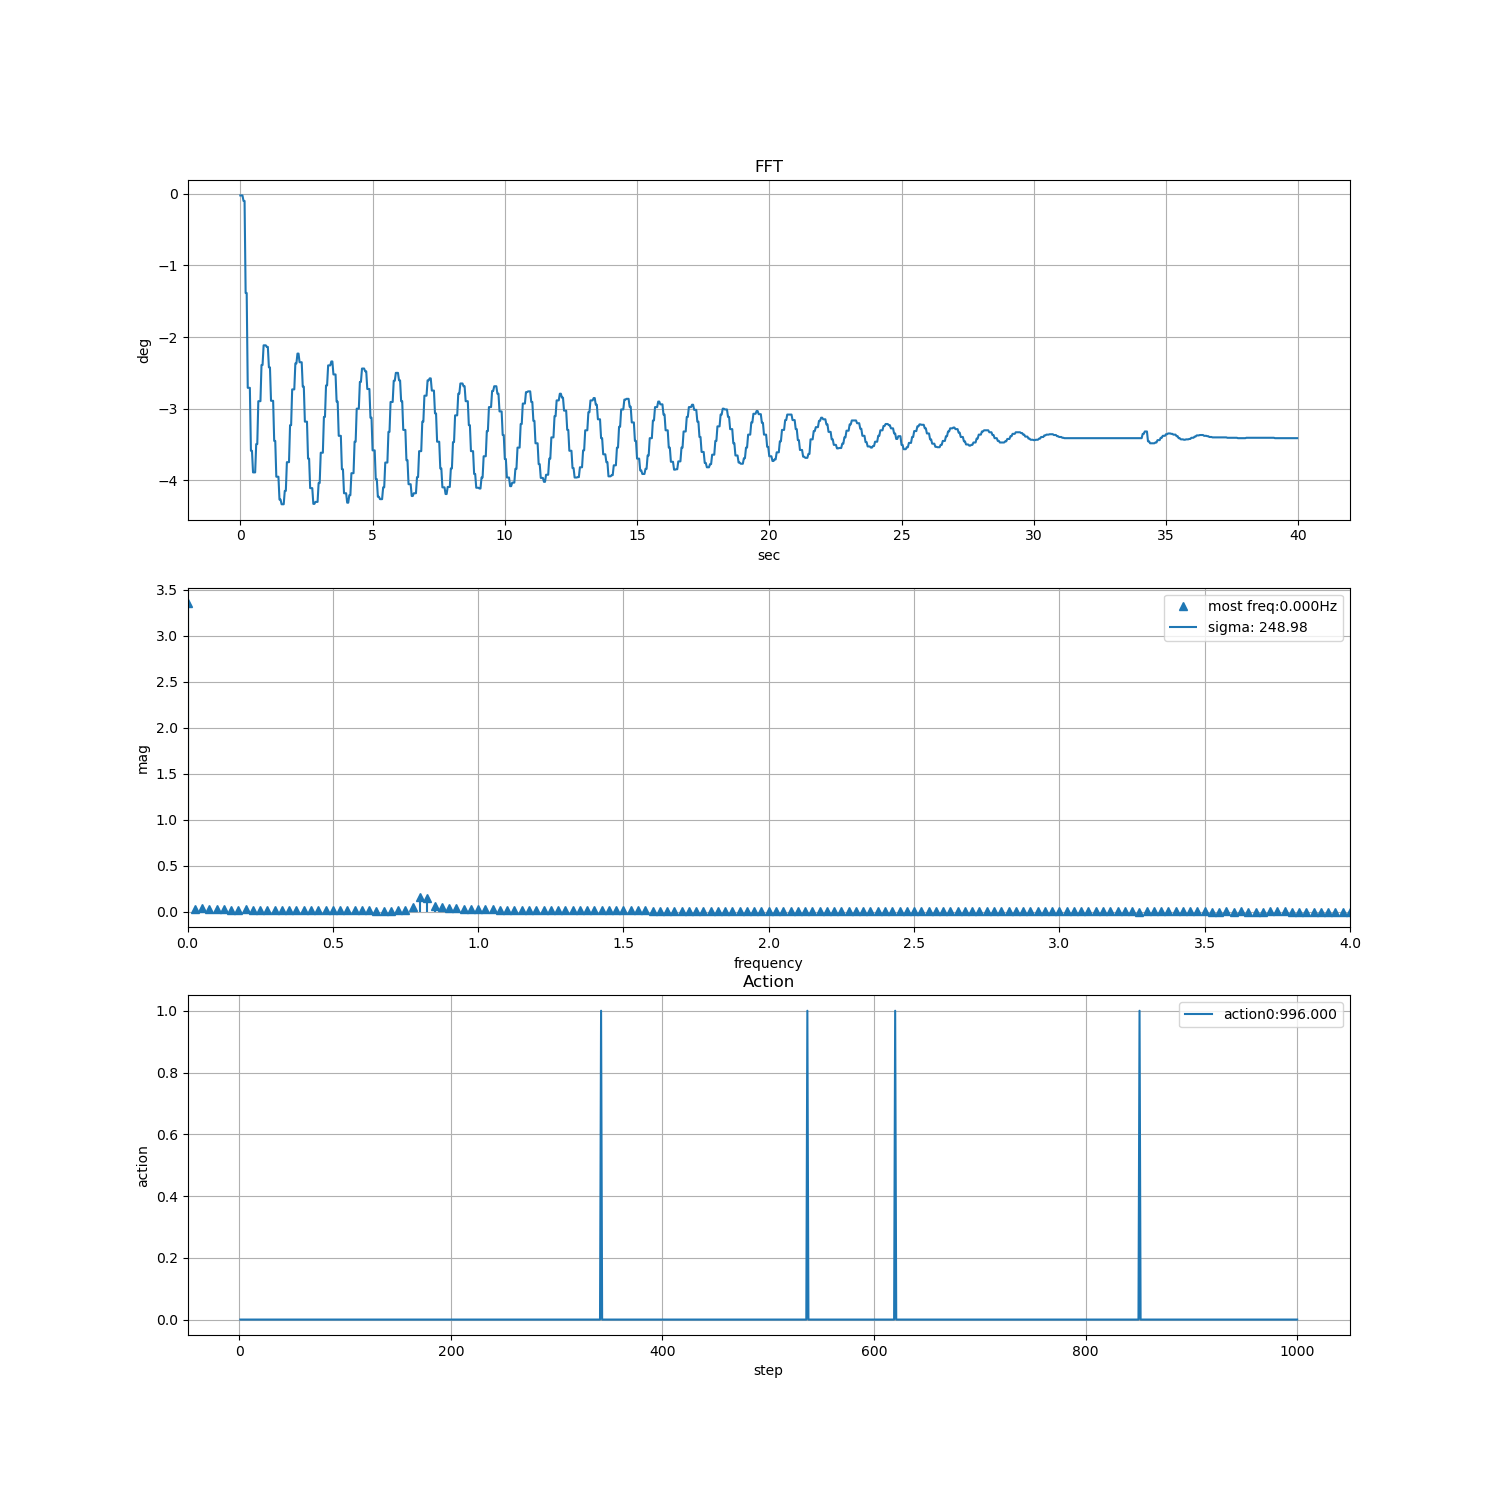 FFT
0
−1
−2
−3
−4
deg
0 5 10 15 20 25 30 35 40
sec
3.5
3.0
2.5
2.0
1.5
1.0
0.5
0.0
mag
most freq:0.000Hz
sigma: 248.98
0.0 0.5 1.0 1.5 2.0 2.5 3.0 3.5 4.0
frequency
Action
1.0
0.8
0.6
0.4
0.2
0.0
action
action0:996.000
0 200 400 600 800 1000
step